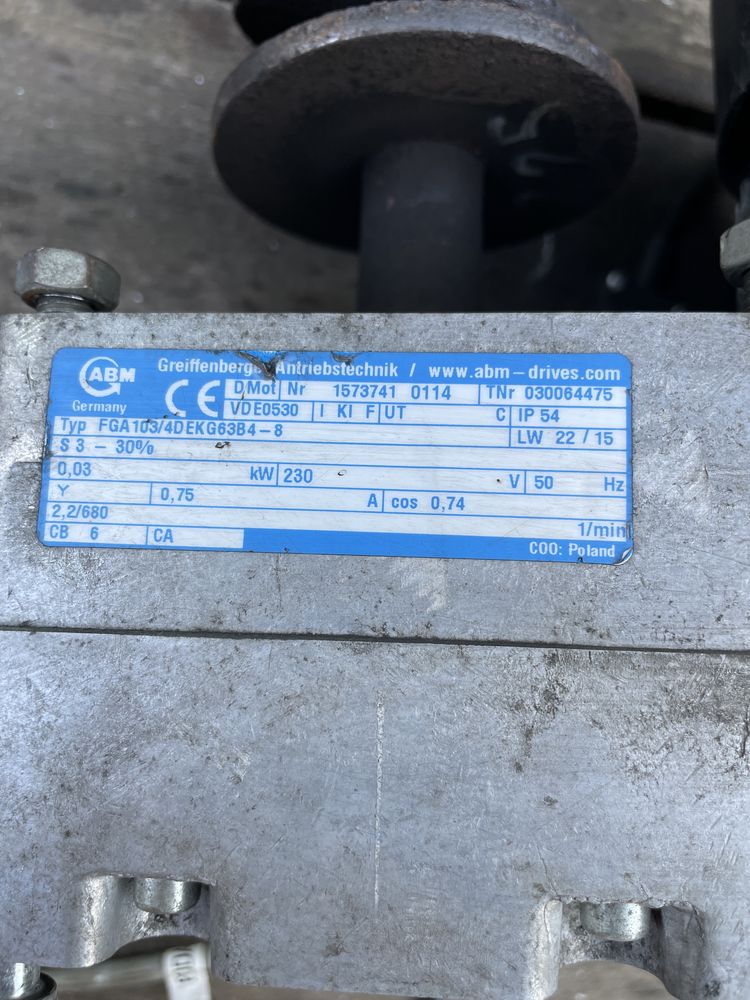 ABM Greiffenberger Antriebstechnik / www.abm-drives.com
Germany CE D/Mot Nr 1573741 0114 TNr 030064475
VDE0530 I Kl F UT C IP 54
Typ FGA103/4DEKG63B4-8 LW 22 / 15
S 3 - 30%
0,03 kW 230 V 50 Hz
Y 0,75 A cos 0,74
2,2/680 1/min
CB 6 CA COO: Poland